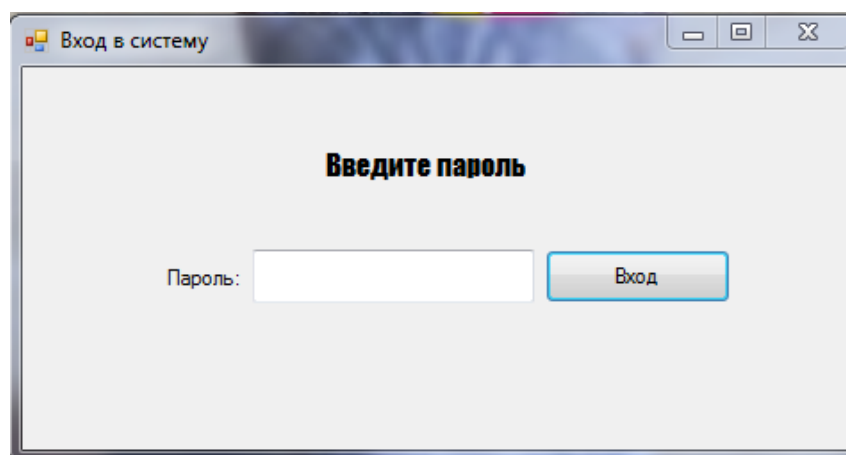 Вход в систему
Введите пароль
Пароль:
Вход